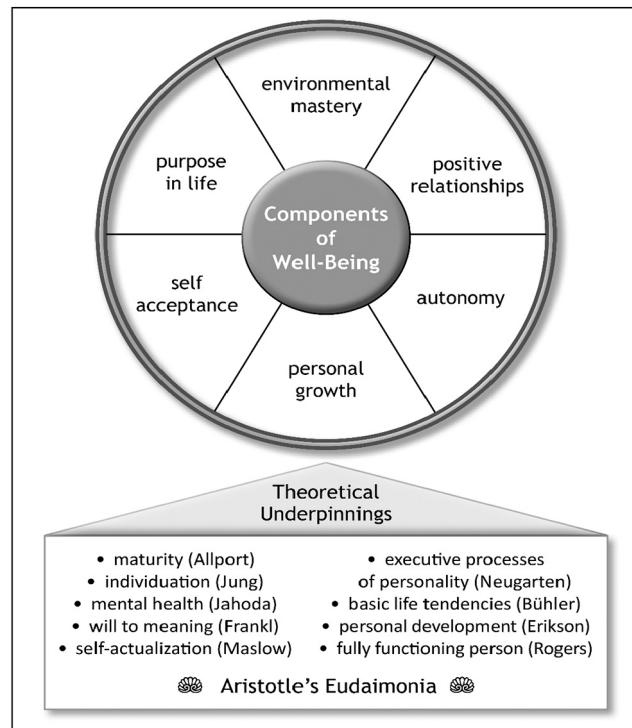 environmental
mastery
purpose
in life
positive
relationships
Components
of
Well-Being
self
acceptance
autonomy
personal
growth
Theoretical
Underpinnings
• maturity (Allport)
• individuation (Jung)
• mental health (Jahoda)
• will to meaning (Frankl)
• self-actualization (Maslow)
• executive processes
of personality (Neugarten)
• basic life tendencies (Bühler)
• personal development (Erikson)
• fully functioning person (Rogers)
Aristotle's Eudaimonia